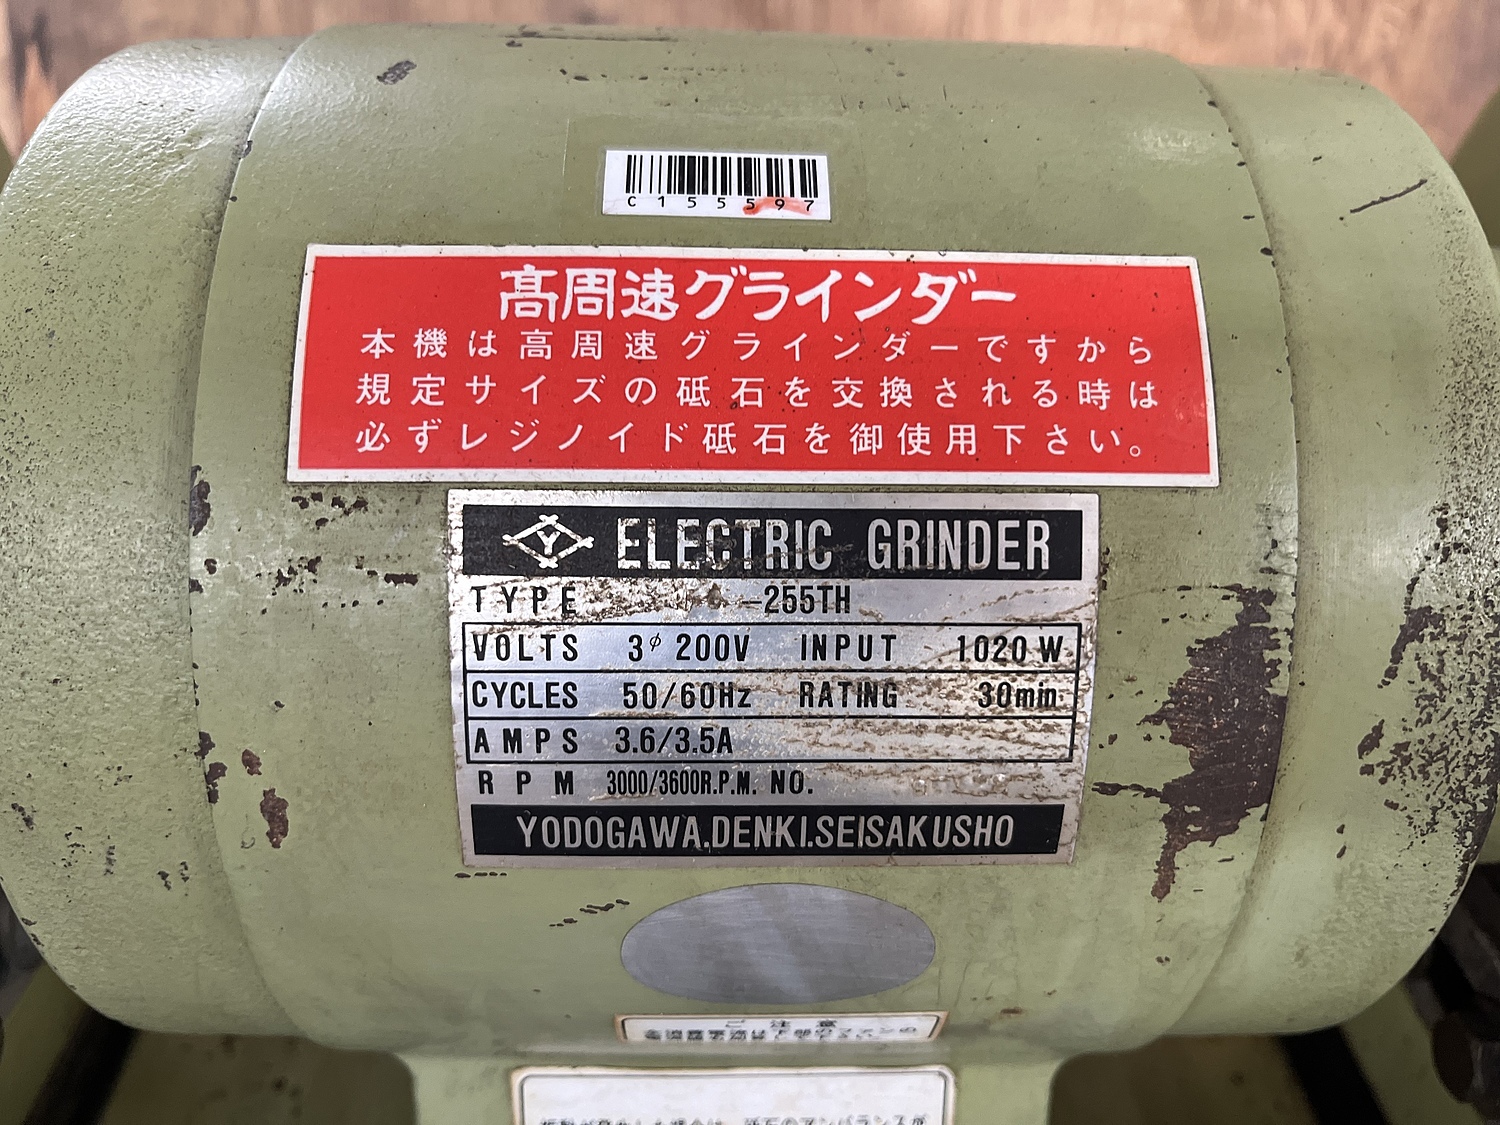 C155597
高周速グラインダー
本機は高周速グラインダーですから
規定サイズの砥石を交換される時は
必ずレジノイド砥石を御使用下さい。
Y ELECTRIC GRINDER
TYPE -255TH
VOLTS 3φ 200V INPUT 1020 W
CYCLES 50/60Hz RATING 30min
AMPS 3.6/3.5A
RPM 3000/3600R.P.M. NO.
YODOGAWA.DENKI.SEISAKUSHO
ご注意